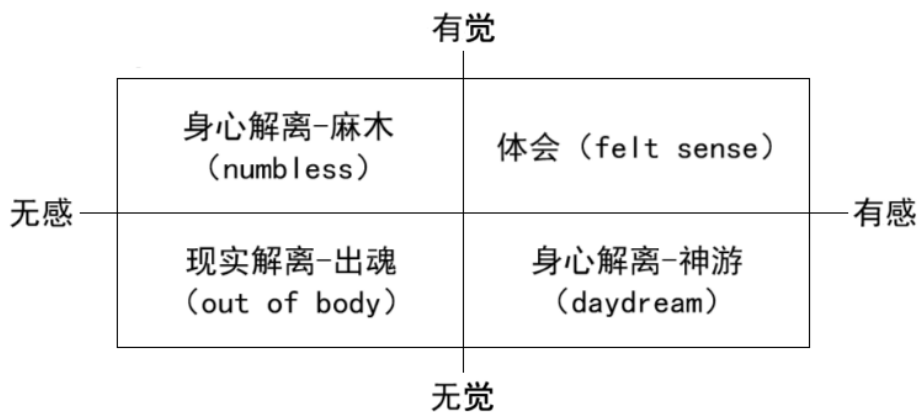 有觉
身心解离-麻木
(numbless)
体会 (felt sense)
无感
有感
现实解离-出魂
(out of body)
身心解离-神游
(daydream)
无觉